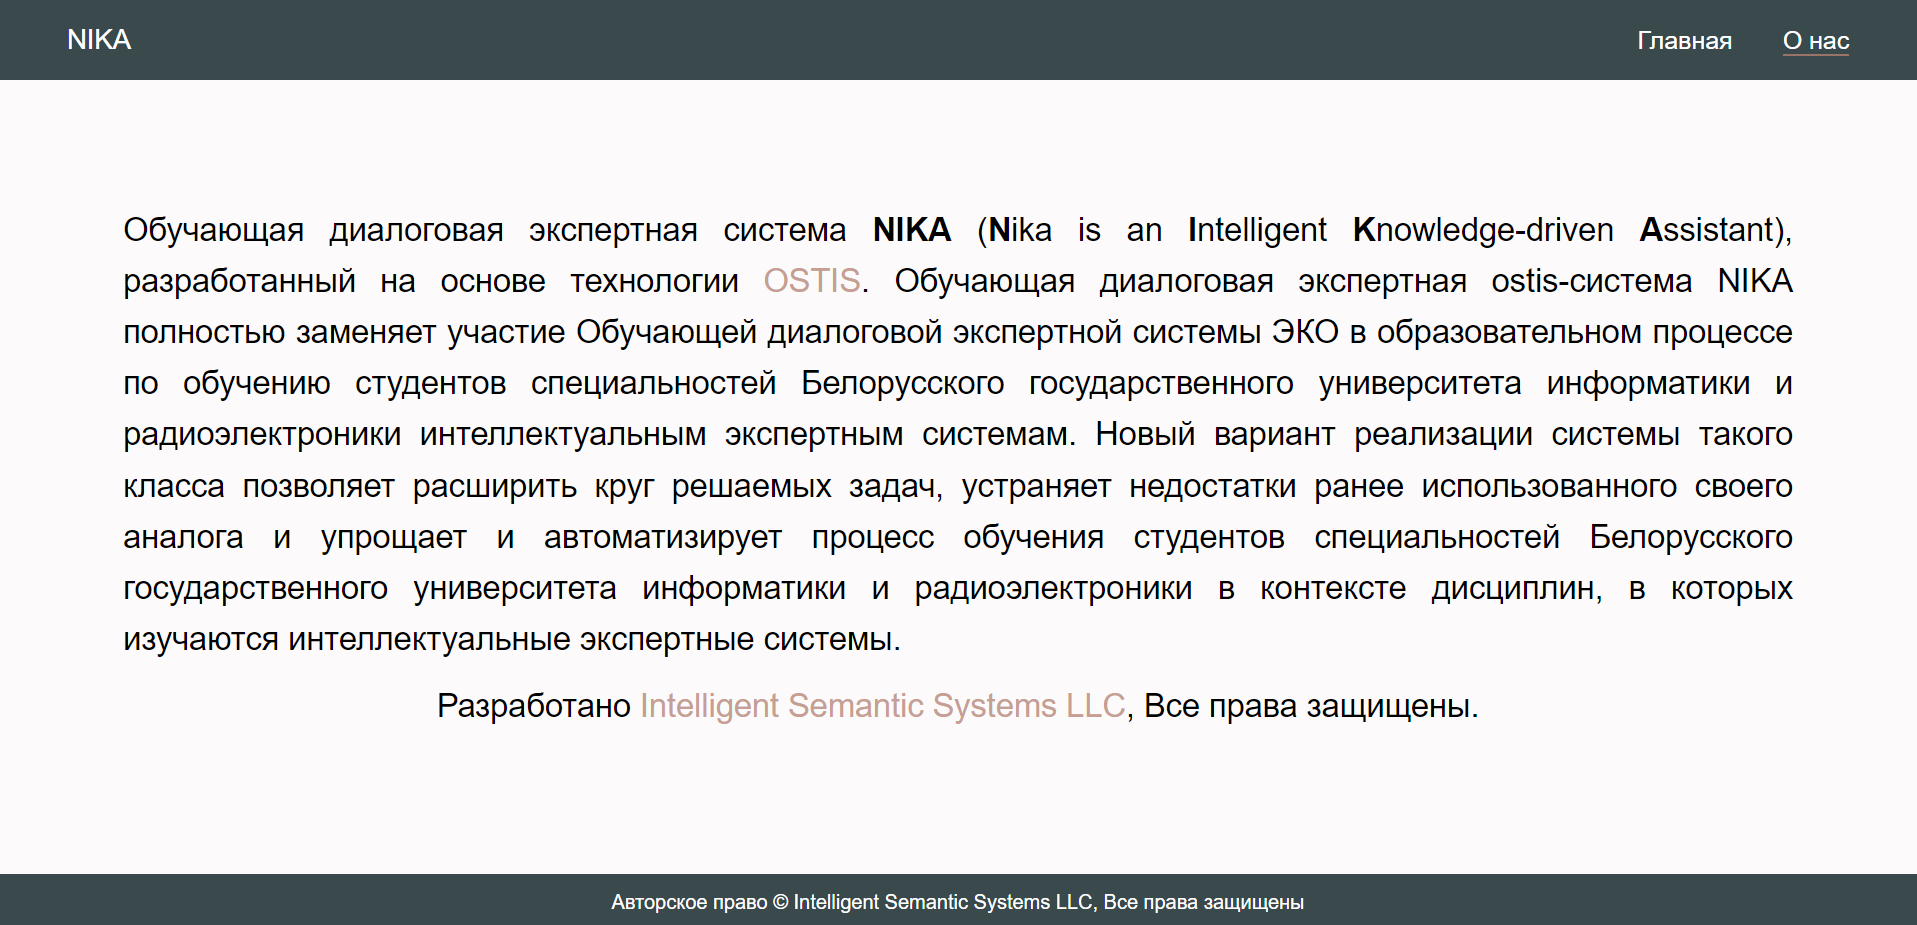 NIKA
Главная
О нас
Обучающая диалоговая экспертная система NIKA (Nika is an Intelligent Knowledge-driven Assistant),
разработанный на основе технологии OSTIS. Обучающая диалоговая экспертная ostis-система NIKA
полностью заменяет участие Обучающей диалоговой экспертной системы ЭКО в образовательном процессе
по обучению студентов специальностей Белорусского государственного университета информатики и
радиоэлектроники интеллектуальным экспертным системам. Новый вариант реализации системы такого
класса позволяет расширить круг решаемых задач, устраняет недостатки ранее использованного своего
аналога и упрощает и автоматизирует процесс обучения студентов специальностей Белорусского
государственного университета информатики и радиоэлектроники в контексте дисциплин, в которых
изучаются интеллектуальные экспертные системы.
Разработано Intelligent Semantic Systems LLC, Все права защищены.
Авторское право © Intelligent Semantic Systems LLC, Все права защищены